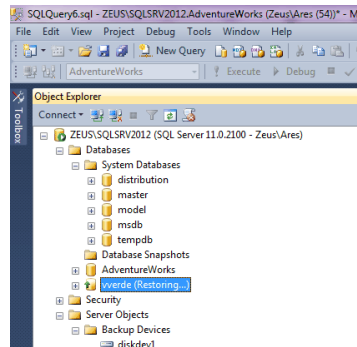 SQLQuery6.sql - ZEUS\SQLSRV2012.AdventureWorks (Zeus\Ares (54))* - M
File Edit View Project Debug Tools Window Help
New Query
AdventureWorks Execute Debug
Object Explorer
Toolbox
Connect
ZEUS\SQLSRV2012 (SQL Server 11.0.2100 - Zeus\Ares)
Databases
System Databases
distribution
master
model
msdb
tempdb
Database Snapshots
AdventureWorks
vverde (Restoring...)
Security
Server Objects
Backup Devices
diskdev1